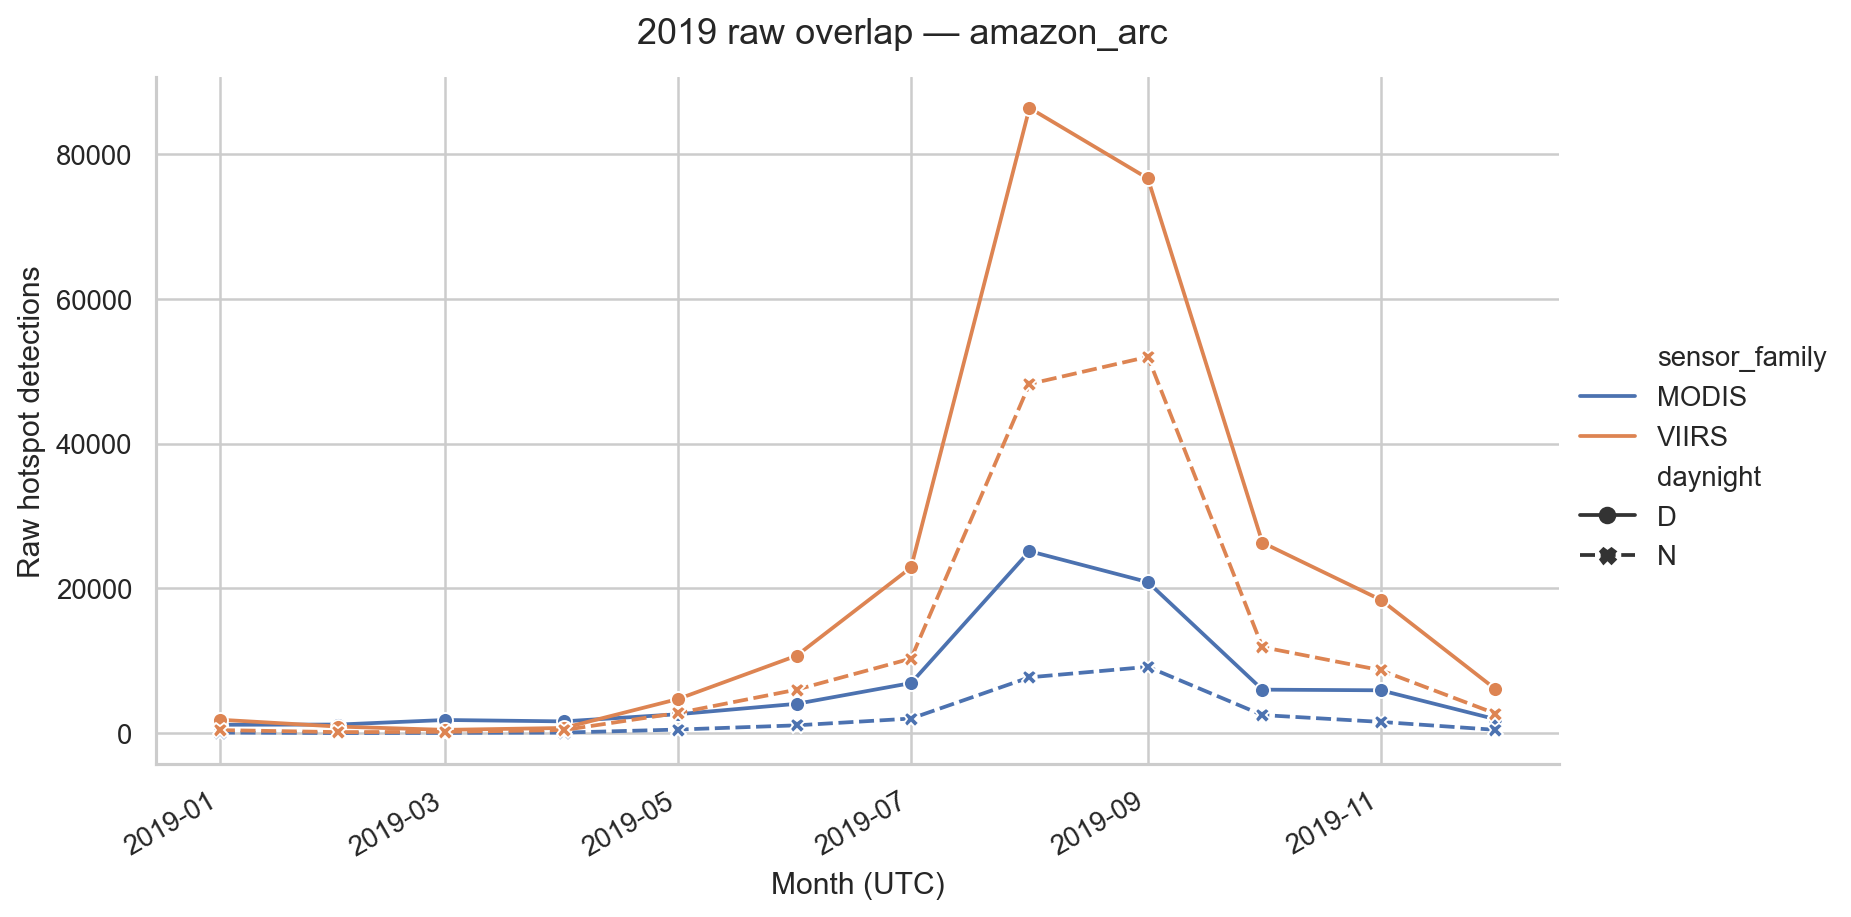 2019 raw overlap — amazon_arc
Raw hotspot detections
80000
60000
40000
20000
0
2019-01
2019-03
2019-05
2019-07
2019-09
2019-11
Month (UTC)
sensor_family
MODIS
VIIRS
daynight
D
N